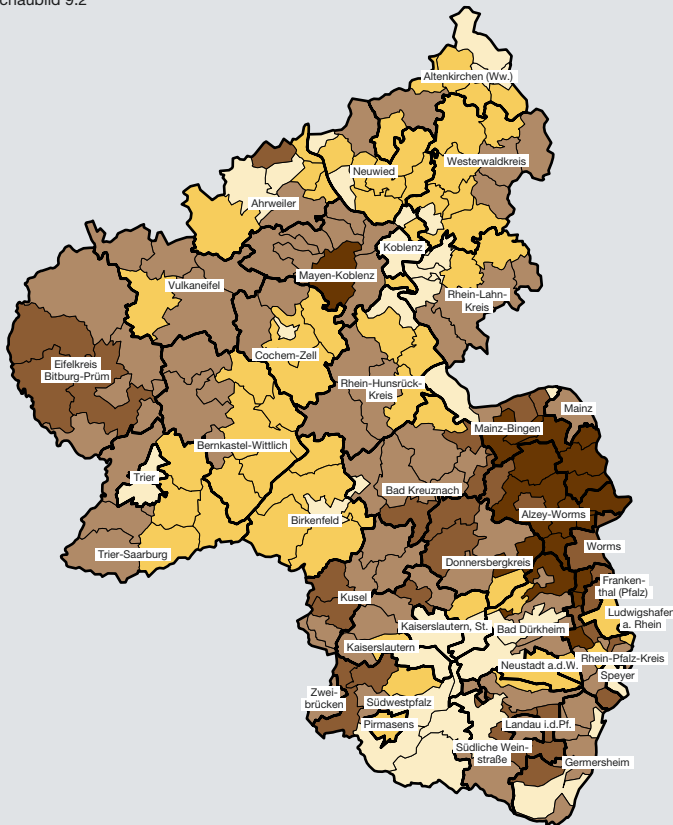 chaubild 9.2
Altenkirchen (Ww.)
Westerwaldkreis
Neuwied
Ahrweiler
Koblenz
Mayen-Koblenz
Vulkaneifel
Rhein-Lahn-
Kreis
Cochem-Zell
Eifelkreis
Bitburg-Prüm
Rhein-Hunsrück-
Kreis
Mainz
Mainz-Bingen
Bernkastel-Wittlich
Trier
Bad Kreuznach
Alzey-Worms
Birkenfeld
Worms
Trier-Saarburg
Donnersbergkreis
Franken-
thal (Pfalz)
Kusel
Ludwigshafen
a. Rhein
Kaiserslautern, St.
Bad Dürkheim
Kaiserslautern
Rhein-Pfalz-Kreis
Neustadt a.d.W.
Speyer
Zwei-
brücken
Südwestpfalz
Pirmasens
Landau i.d.Pf.
Südliche Wein-
straße
Germersheim